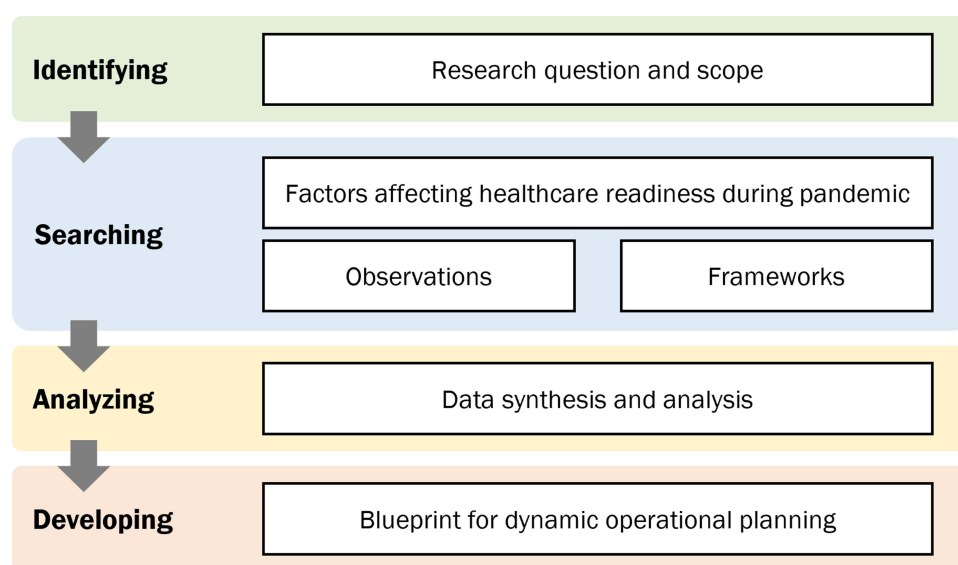 Identifying
Research question and scope
Searching
Factors affecting healthcare readiness during pandemic
Observations
Frameworks
Analyzing
Data synthesis and analysis
Developing
Blueprint for dynamic operational planning